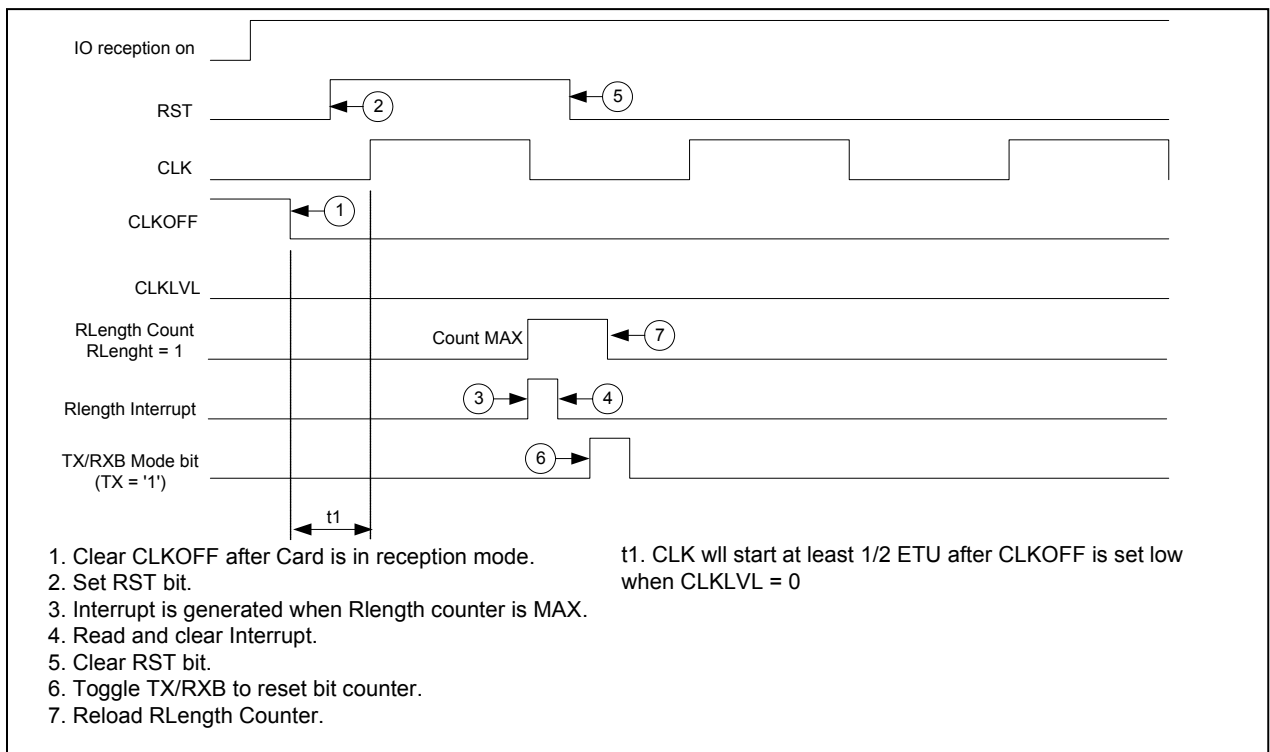 IO reception on
RST
2
5
CLK
CLKOFF
1
CLKLVL
RLength Count
RLenght = 1
Count MAX
7
Rlength Interrupt
3
4
TX/RXB Mode bit
(TX = '1')
6
t1
1. Clear CLKOFF after Card is in reception mode.
2. Set RST bit.
3. Interrupt is generated when Rlength counter is MAX.
4. Read and clear Interrupt.
5. Clear RST bit.
6. Toggle TX/RXB to reset bit counter.
7. Reload RLength Counter.
t1. CLK wll start at least 1/2 ETU after CLKOFF is set low
when CLKLVL = 0